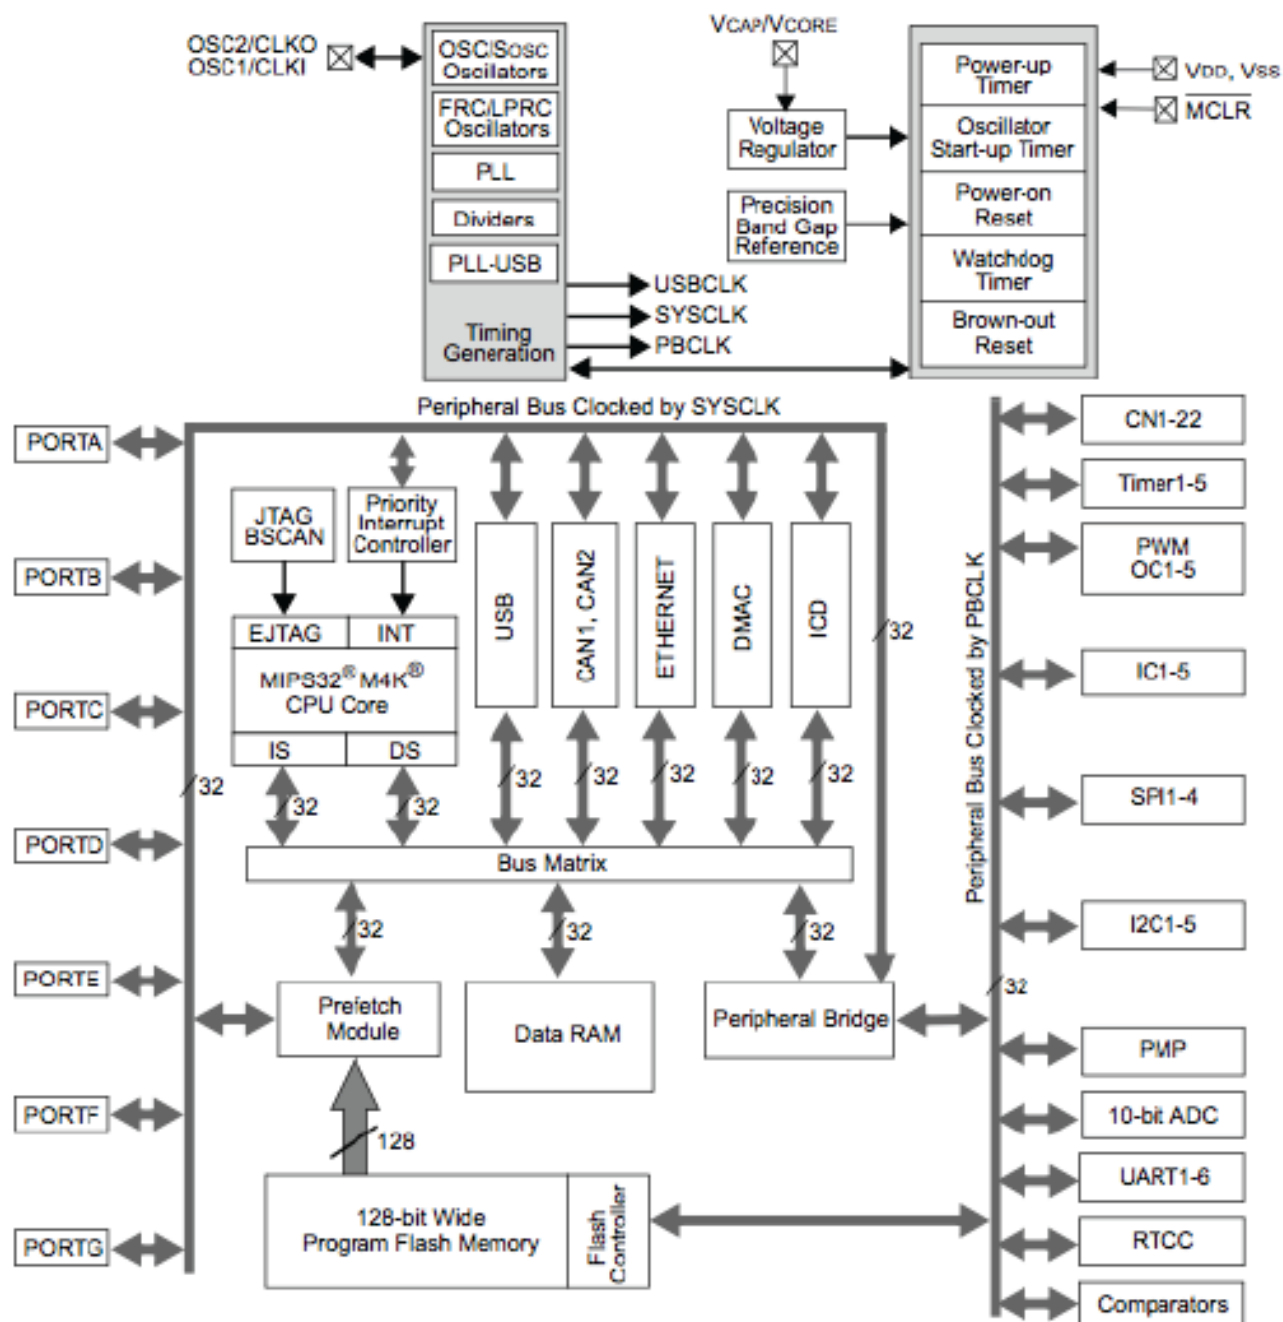 OSC2/CLKO
OSC1/CLKI
OSC/SOSC
Oscillators
FRC/LPRC
Oscillators
PLL
Dividers
PLL-USB
Timing
Generation
USBCLK
SYSCLK
PBCLK
VCAP/VCORE
Voltage
Regulator
Precision
Band Gap
Reference
Power-up
Timer
Oscillator
Start-up Timer
Power-on
Reset
Watchdog
Timer
Brown-out
Reset
VDD, VSS
MCLR
Peripheral Bus Clocked by SYSCLK
PORTA
PORTB
PORTC
PORTD
PORTE
PORTF
PORTG
32
JTAG
BSCAN
Priority
Interrupt
Controller
EJTAG
INT
MIPS32® M4K®
CPU Core
IS
DS
USB
CAN1, CAN2
ETHERNET
DMAC
ICD
32
32
32
32
32
32
32
32
Bus Matrix
32
32
32
Prefetch
Module
Data RAM
Peripheral Bridge
128
128-bit Wide
Program Flash Memory
Flash
Controller
Peripheral Bus Clocked by PBCLK
32
CN1-22
Timer1-5
PWM
OC1-5
IC1-5
SPI1-4
I2C1-5
PMP
10-bit ADC
UART1-6
RTCC
Comparators